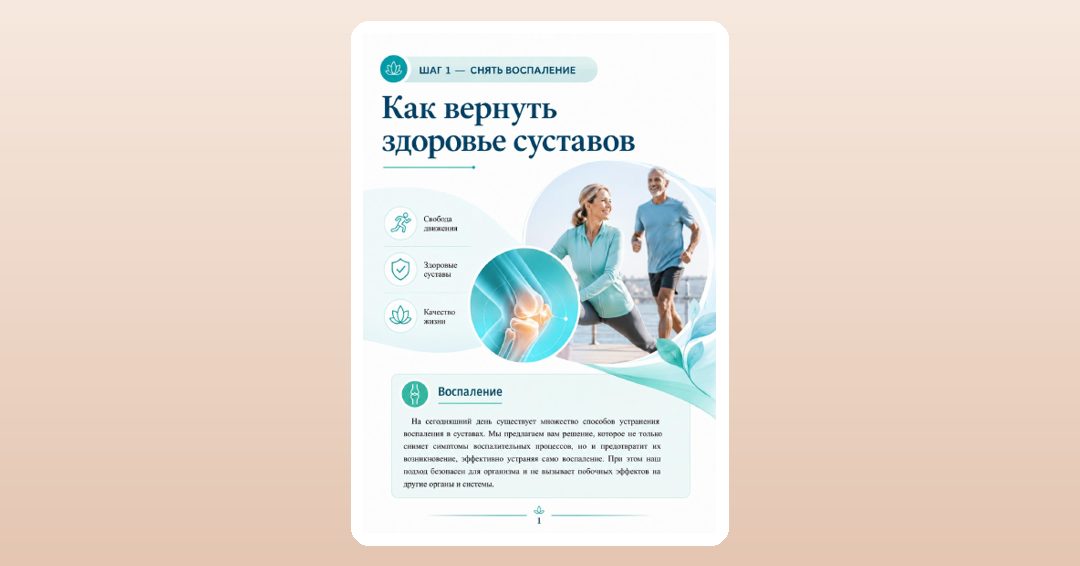 ШАГ 1 — СНЯТЬ ВОСПАЛЕНИЕ
Как вернуть
здоровье суставов
Свобода
движения
Здоровые
суставы
Качество
жизни
Воспаление
На сегодняшний день существует множество способов устранения
воспаления в суставах. Мы предлагаем вам решение, которое не только
снимет симптомы воспалительных процессов, но и предотвратит их
возникновение, эффективно устраняя само воспаление. При этом наш
подход безопасен для организма и не вызывает побочных эффектов на
другие органы и системы.
1